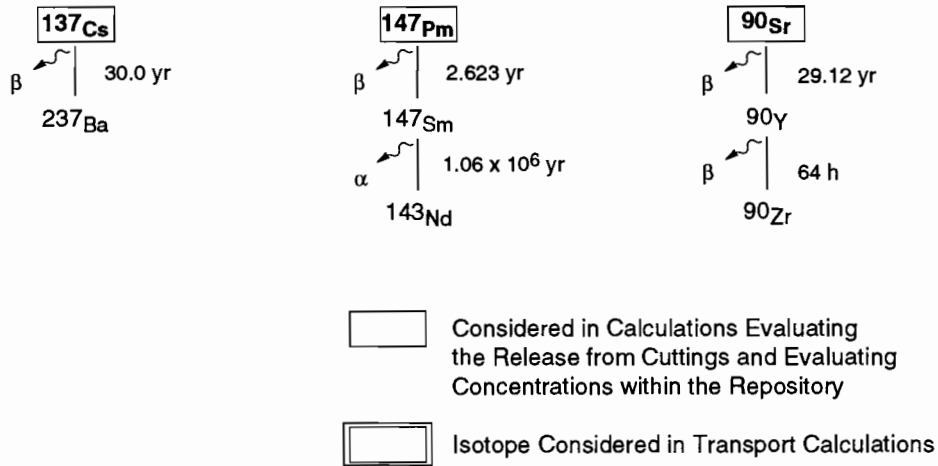 137Cs 147Pm 90Sr
β 30.0 yr β 2.623 yr β 29.12 yr
237Ba 147Sm 90Y
α 1.06 x 10⁶ yr β 64 h
143Nd 90Zr
Considered in Calculations Evaluating
the Release from Cuttings and Evaluating
Concentrations within the Repository
Isotope Considered in Transport Calculations